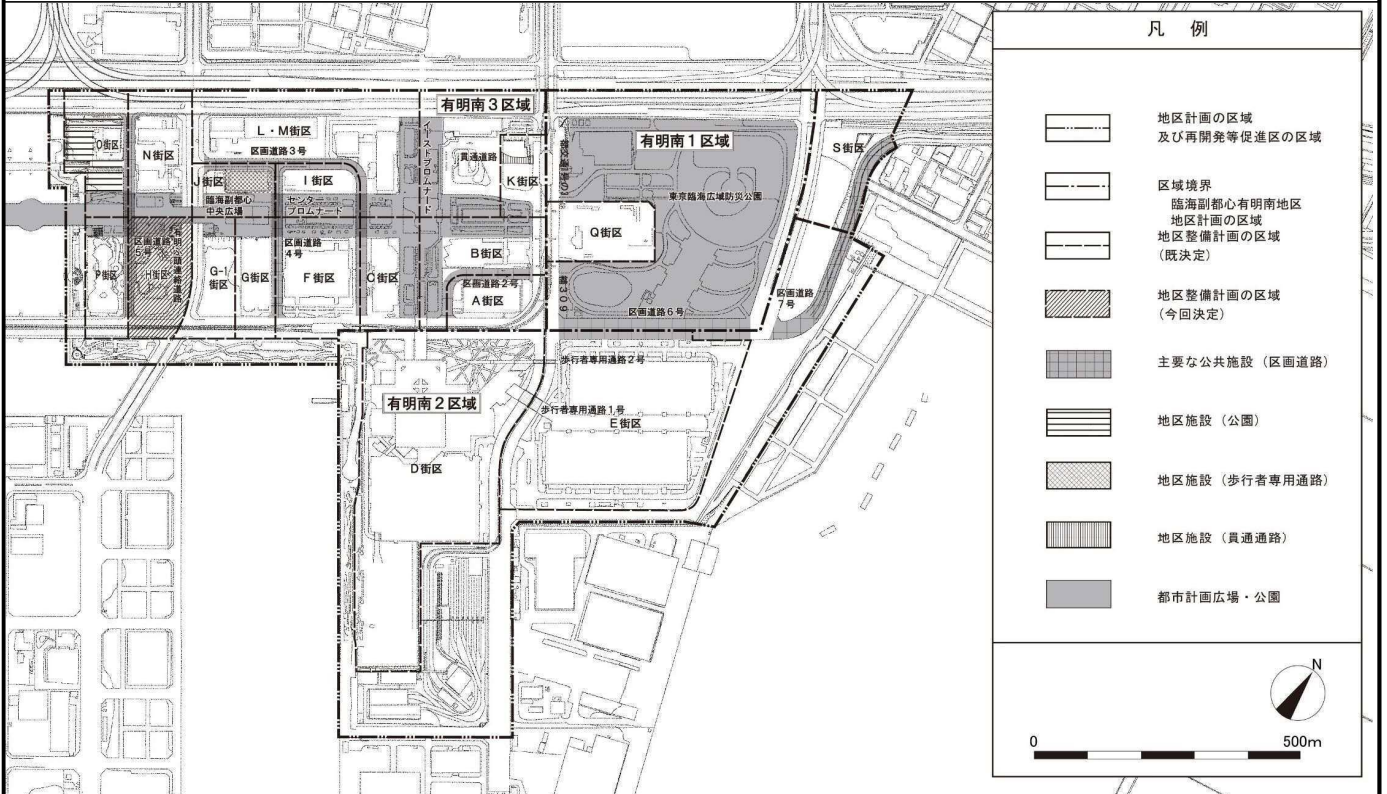 凡 例
地区計画の区域
及び再開発等促進区の区域
区域境界
臨海副都心有明南地区
地区計画の区域
地区整備計画の区域
(既決定)
地区整備計画の区域
(今回決定)
主要な公共施設(区画道路)
地区施設(公園)
地区施設(歩行者専用通路)
地区施設(貫通通路)
都市計画広場・公園
N
0 500m
有明南3区域
L・M街区
区画道路3号
O街区
N街区
J街区
I街区
臨海副都心
中央広場
センター
プロムナード
イーストプロムナード
貫通道路
K街区
有明南1区域
東京臨海広域防災公園
S街区
Q街区
P街区
区画道路
5号
H街区
有明ふ頭連絡道路
G-1
街区
G街区
区画道路
4号
F街区
C街区
B街区
区画道路2号
A街区
補309
区画道路6号
区画道路
7号
歩行者専用通路2号
有明南2区域
歩行者専用通路1号
E街区
D街区